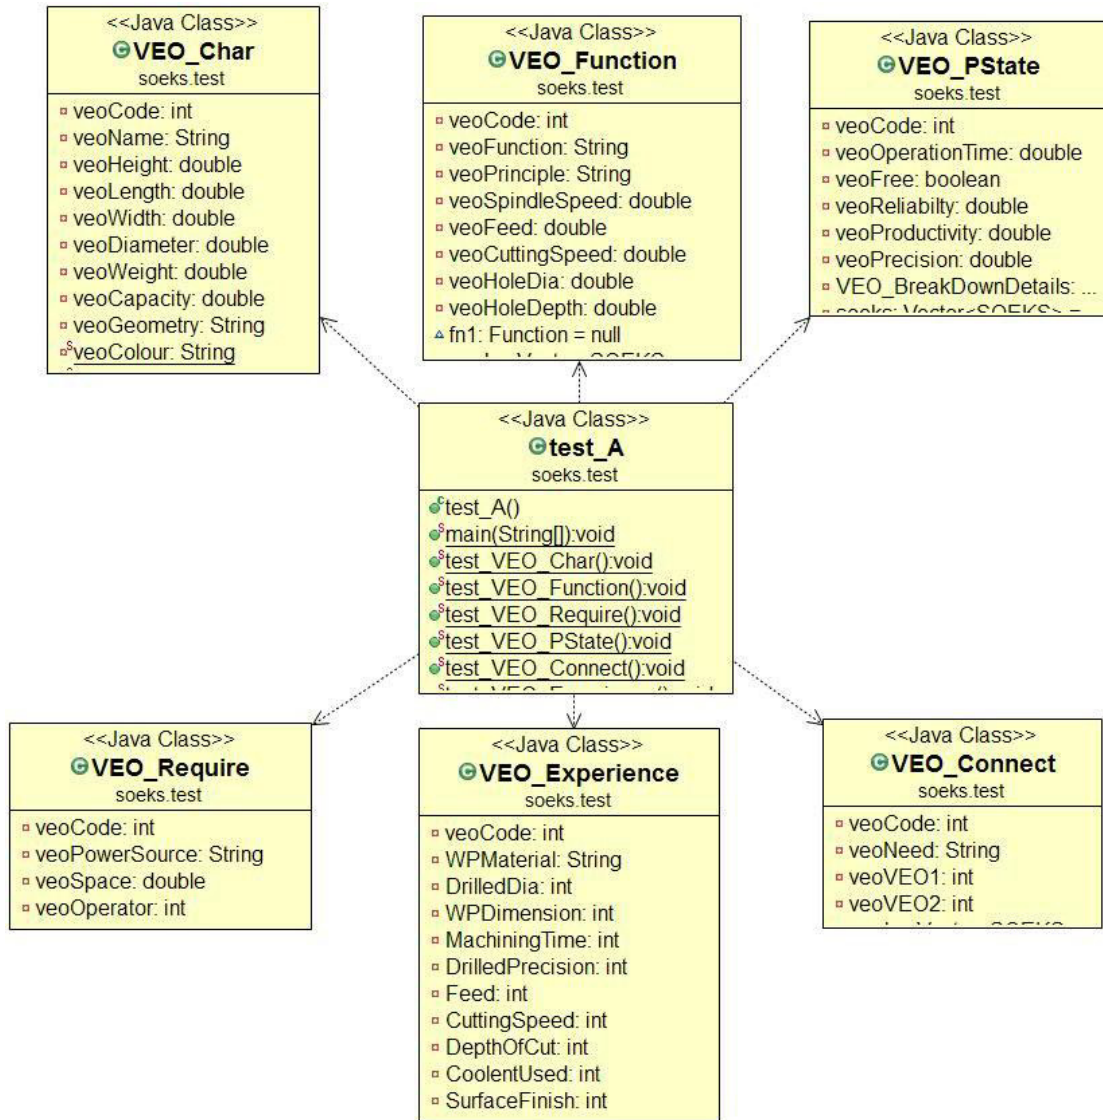 <<Java Class>>
VEO_Char
soeks.test
veoCode: int
veoName: String
veoHeight: double
veoLength: double
veoWidth: double
veoDiameter: double
veoWeight: double
veoCapacity: double
veoGeometry: String
veoColour: String
<<Java Class>>
VEO_Function
soeks.test
veoCode: int
veoFunction: String
veoPrinciple: String
veoSpindleSpeed: double
veoFeed: double
veoCuttingSpeed: double
veoHoleDia: double
veoHoleDepth: double
fn1: Function = null
<<Java Class>>
VEO_PState
soeks.test
veoCode: int
veoOperationTime: double
veoFree: boolean
veoReliabilty: double
veoProductivity: double
veoPrecision: double
VEO_BreakDownDetails: ...
<<Java Class>>
test_A
soeks.test
test_A()
main(String[]):void
test_VEO_Char():void
test_VEO_Function():void
test_VEO_Require():void
test_VEO_PState():void
test_VEO_Connect():void
<<Java Class>>
VEO_Require
soeks.test
veoCode: int
veoPowerSource: String
veoSpace: double
veoOperator: int
<<Java Class>>
VEO_Experience
soeks.test
veoCode: int
WPMaterial: String
DrilledDia: int
WPDimension: int
MachiningTime: int
DrilledPrecision: int
Feed: int
CuttingSpeed: int
DepthOfCut: int
CoolentUsed: int
SurfaceFinish: int
<<Java Class>>
VEO_Connect
soeks.test
veoCode: int
veoNeed: String
veoVEO1: int
veoVEO2: int